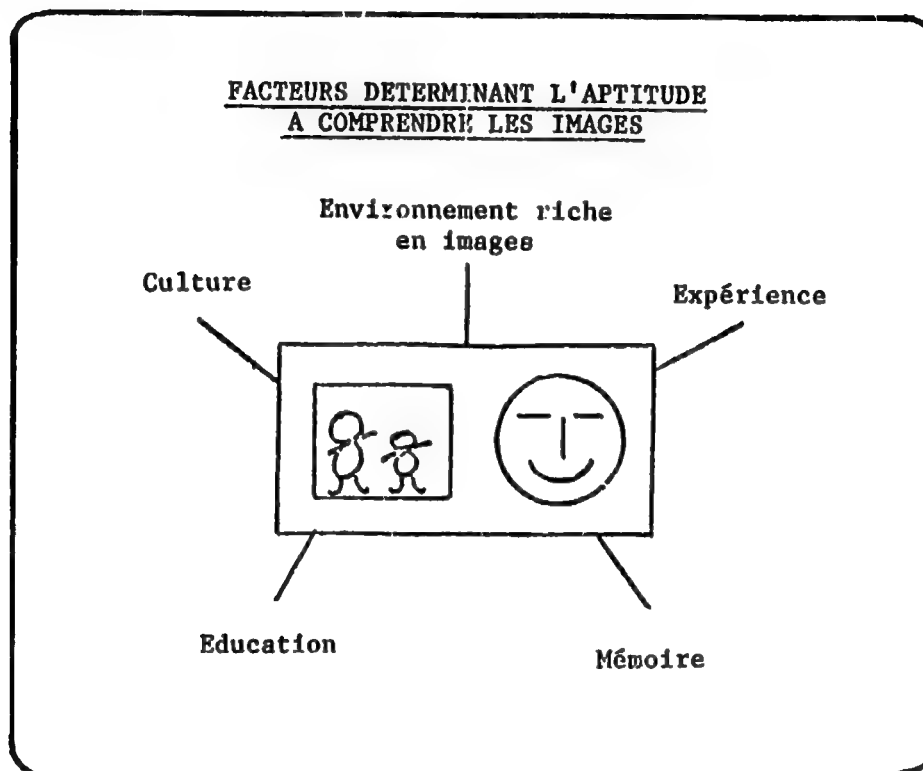 FACTEURS DETERMINANT L'APTITUDE
A COMPRENDRE LES IMAGES
Environnement riche
en images
Culture
Expérience
Education
Mémoire